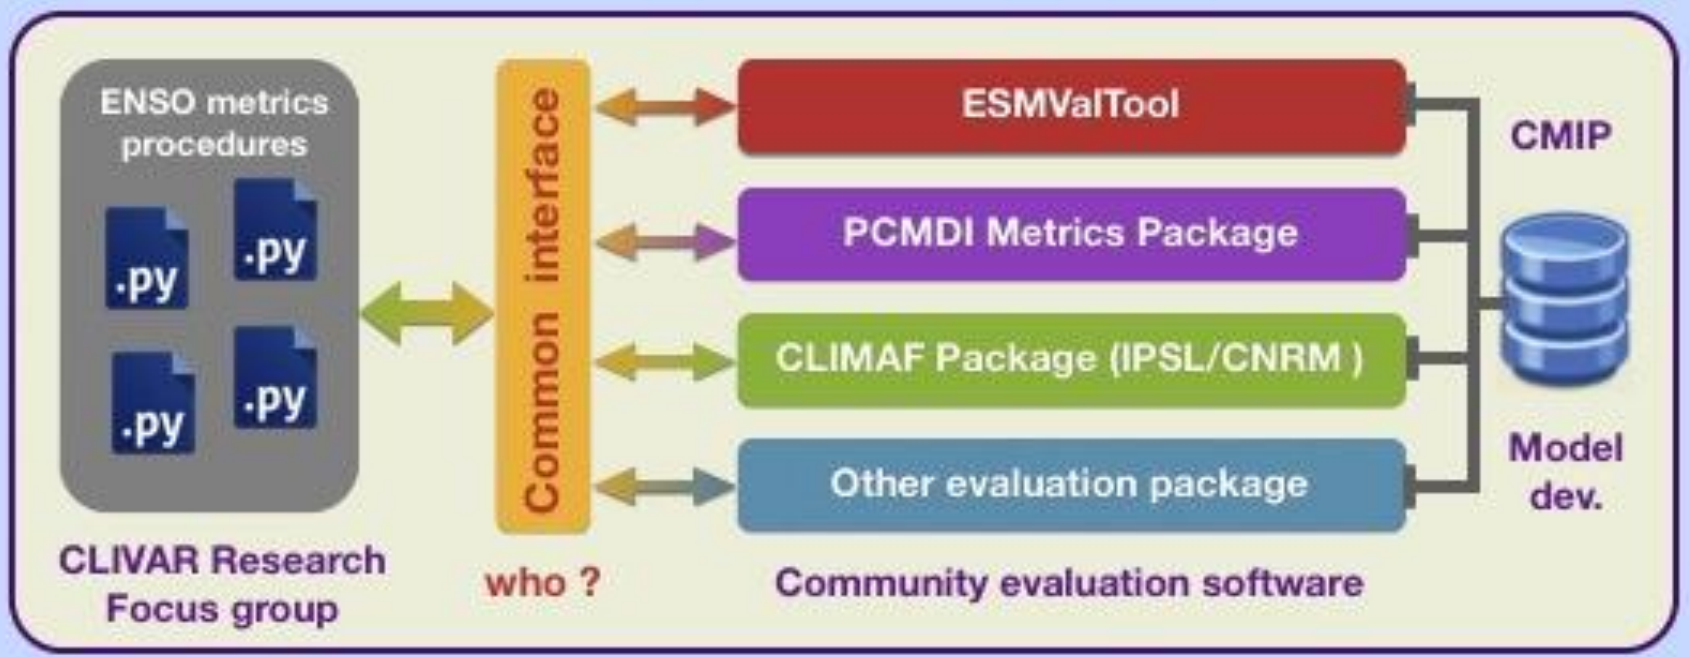 ENSO metrics
procedures
.py
.py
.py
.py
CLIVAR Research
Focus group
Common interface
who ?
ESMValTool
PCMDI Metrics Package
CLIMAF Package (IPSL/CNRM )
Other evaluation package
Community evaluation software
CMIP
Model
dev.